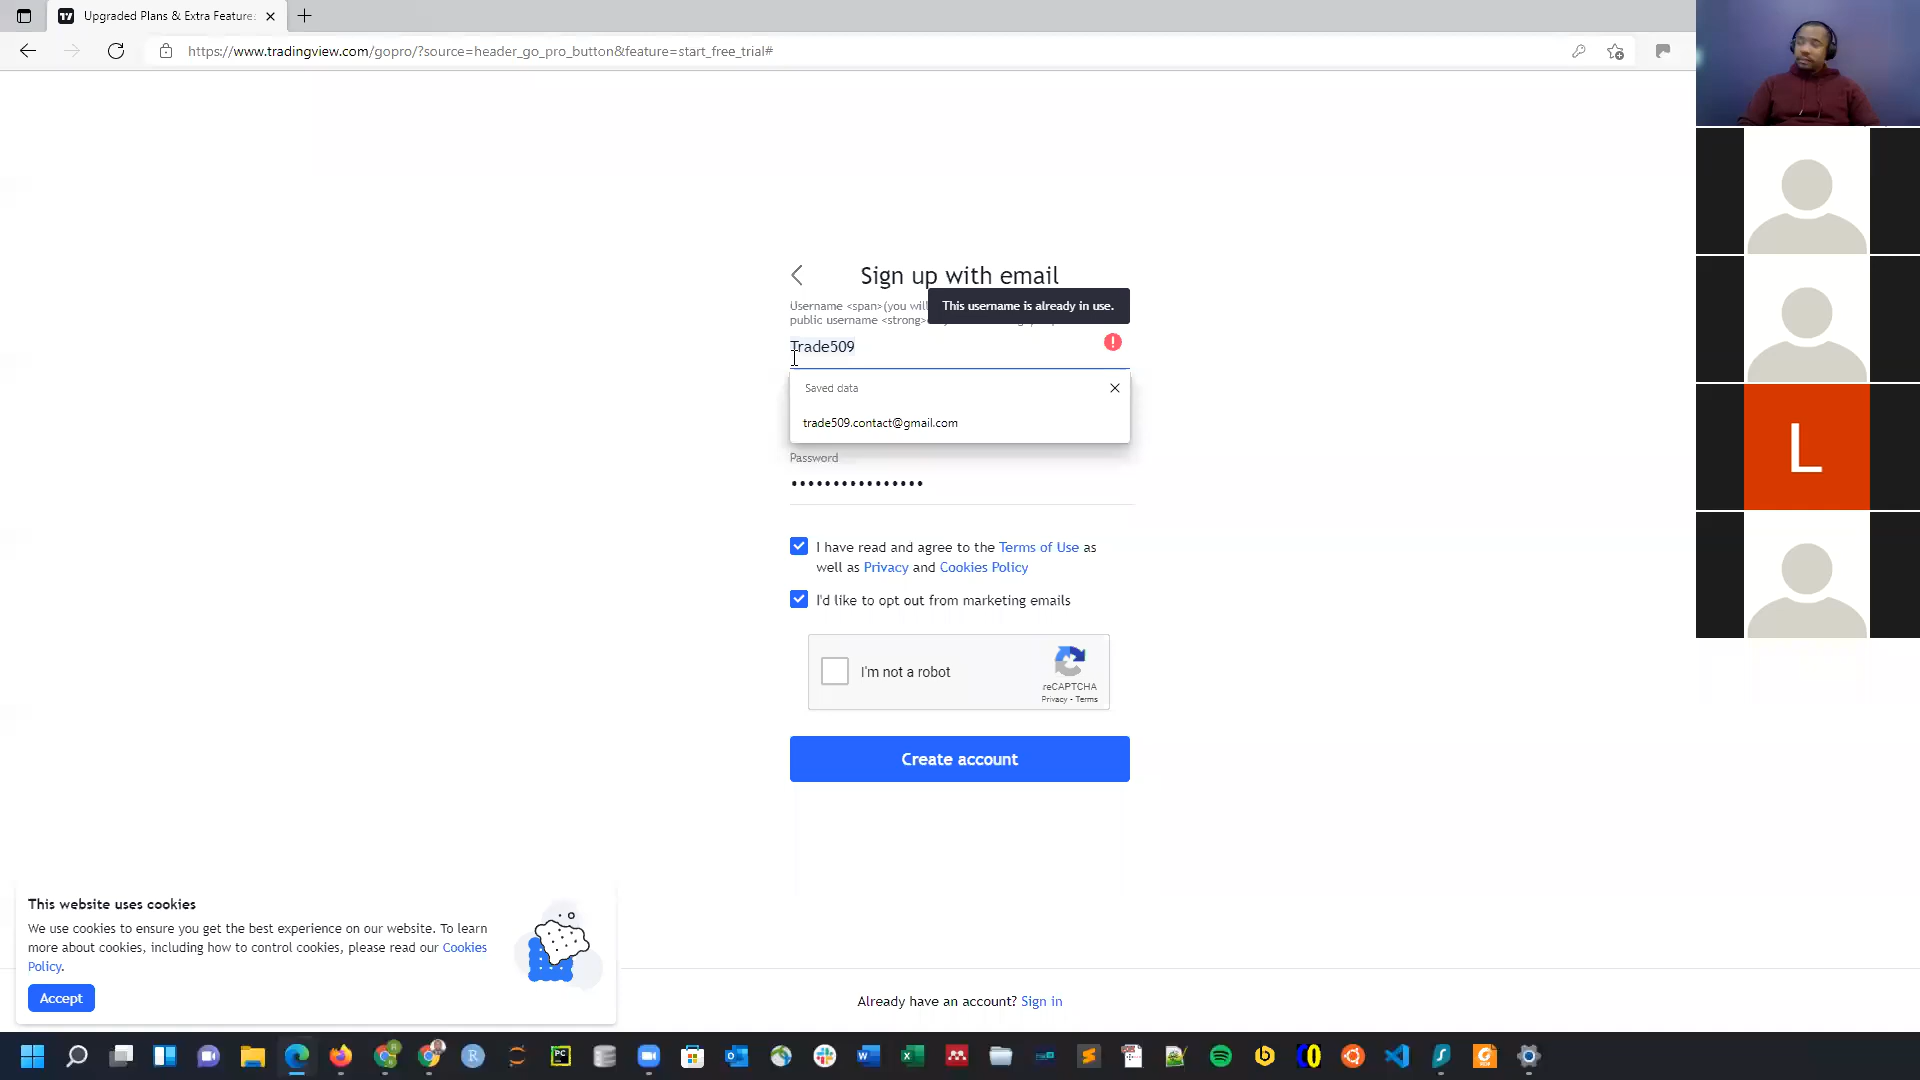 Upgraded Plans & Extra Feature
https://www.tradingview.com/gopro/?source=header_go_pro_button&feature=start_free_trial#
Sign up with email
Username <span>(you will
This username is already in use.
public username <strong>
Trade509
Saved data
trade509.contact@gmail.com
Password
I have read and agree to the Terms of Use as
well as Privacy and Cookies Policy
I'd like to opt out from marketing emails
I'm not a robot
reCAPTCHA
Privacy - Terms
Create account
This website uses cookies
We use cookies to ensure you get the best experience on our website. To learn
more about cookies, including how to control cookies, please read our Cookies
Policy.
Accept
Already have an account? Sign in
L